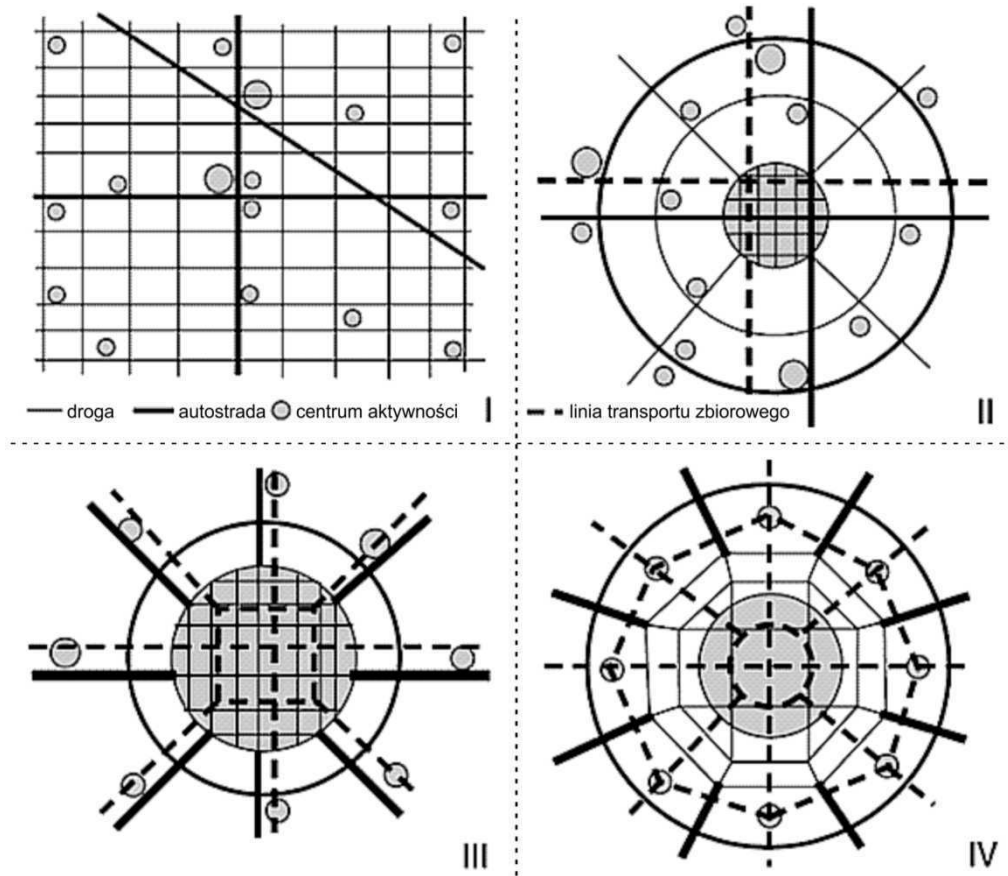 droga autostrada centrum aktywności I
linia transportu zbiorowego II
III
IV